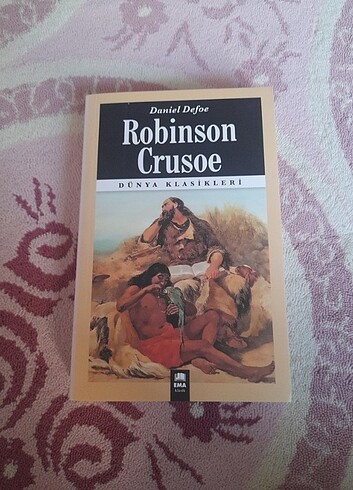 Daniel Defoe
Robinson
Crusoe
DÜNYA KLASİKLERİ
EMA